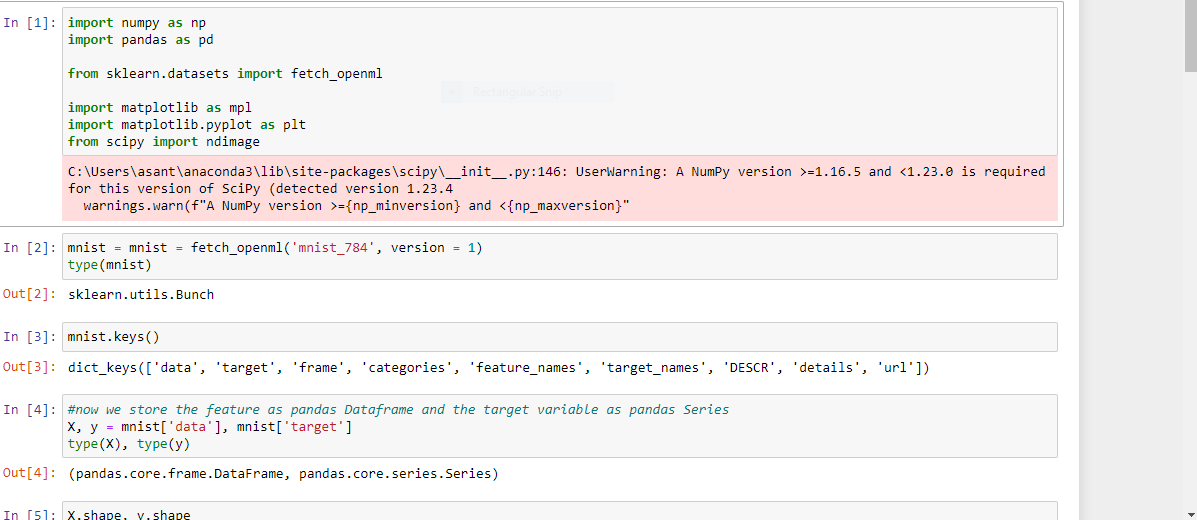 In [1]: import numpy as np
import pandas as pd
from sklearn.datasets import fetch_openml
Rectangular Snip
import matplotlib as mpl
import matplotlib.pyplot as plt
from scipy import ndimage
C:\Users\asant\anaconda3\lib\site-packages\scipy\__init__.py:146: UserWarning: A NumPy version >=1.16.5 and <1.23.0 is required
for this version of SciPy (detected version 1.23.4
warnings.warn(f"A NumPy version >={np_minversion} and <{np_maxversion}"
In [2]: mnist = mnist = fetch_openml('mnist_784', version = 1)
type(mnist)
Out[2]: sklearn.utils.Bunch
In [3]: mnist.keys()
Out[3]: dict_keys(['data', 'target', 'frame', 'categories', 'feature_names', 'target_names', 'DESCR', 'details', 'url'])
In [4]: #now we store the feature as pandas Dataframe and the target variable as pandas Series
X, y = mnist['data'], mnist['target']
type(X), type(y)
Out[4]: (pandas.core.frame.DataFrame, pandas.core.series.Series)
In [5]: X.shape, y.shape